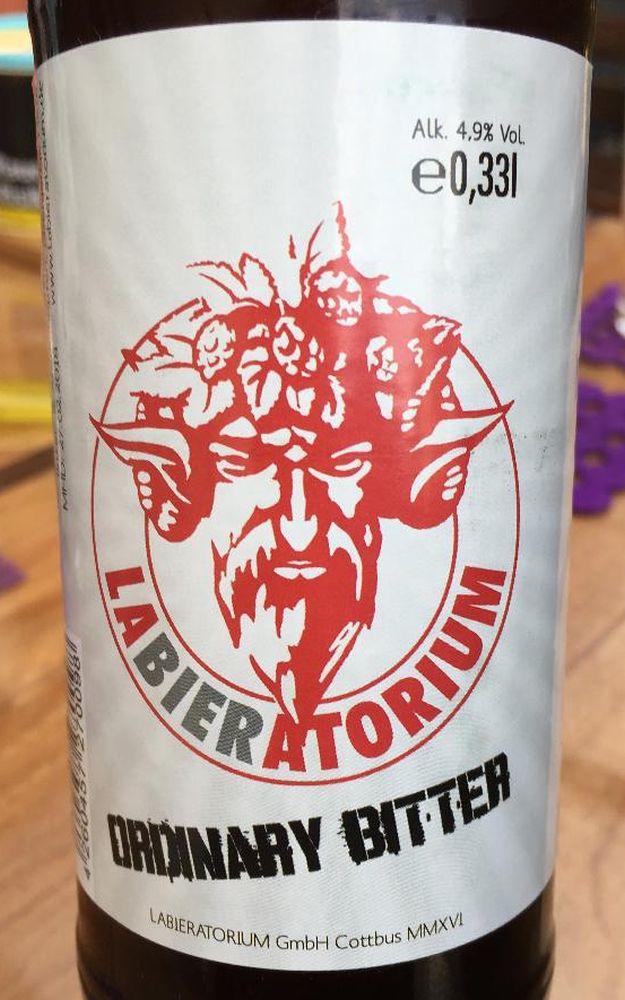 Alk. 4.9% Vol.
℮0,33l
LABIERATORIUM
ORDINARY BITTER
LABIERATORIUM GmbH Cottbus MMXVI